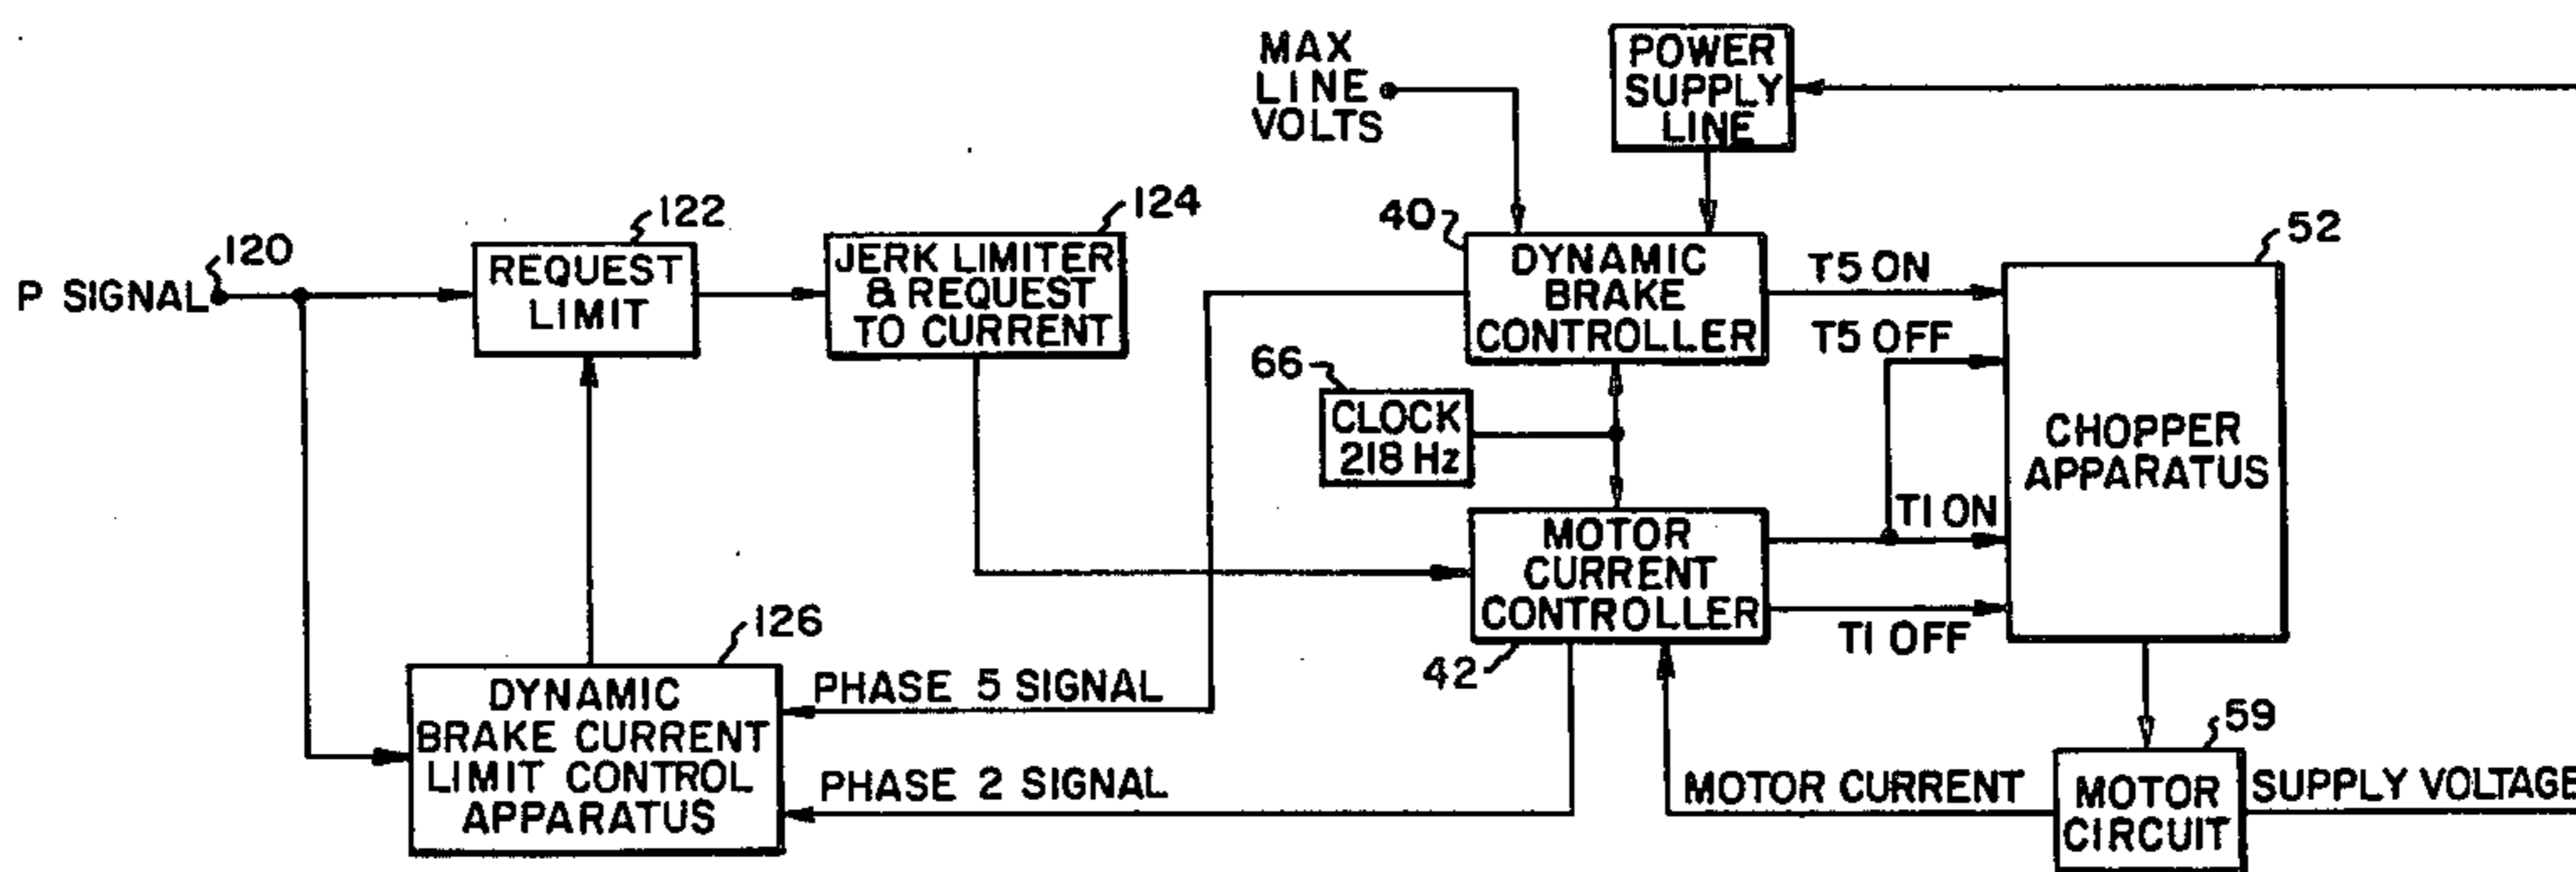 MAX
LINE
VOLTS
POWER
SUPPLY
LINE
P SIGNAL
120
122
REQUEST
LIMIT
124
JERK LIMITER
& REQUEST
TO CURRENT
40
DYNAMIC
BRAKE
CONTROLLER
T5 ON
T5 OFF
52
CHOPPER
APPARATUS
66
CLOCK
218 Hz
MOTOR
CURRENT
CONTROLLER
42
T1 ON
T1 OFF
126
DYNAMIC
BRAKE CURRENT
LIMIT CONTROL
APPARATUS
PHASE 5 SIGNAL
PHASE 2 SIGNAL
MOTOR CURRENT
59
MOTOR
CIRCUIT
SUPPLY VOLTAGE